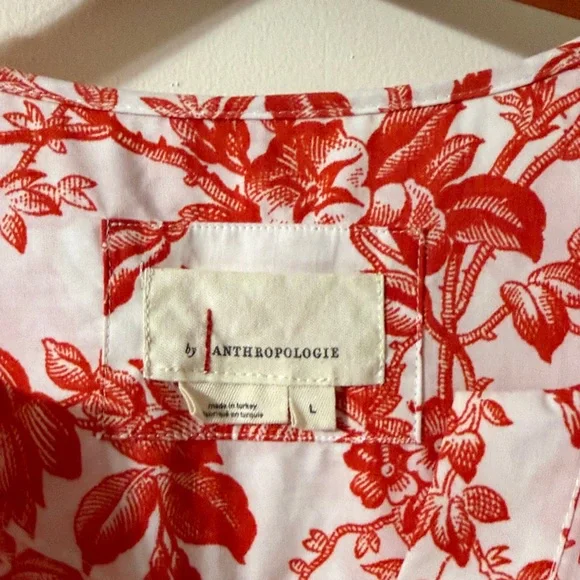 by ANTHROPOLOGIE
made in turkey
fabriqué en turquie
L